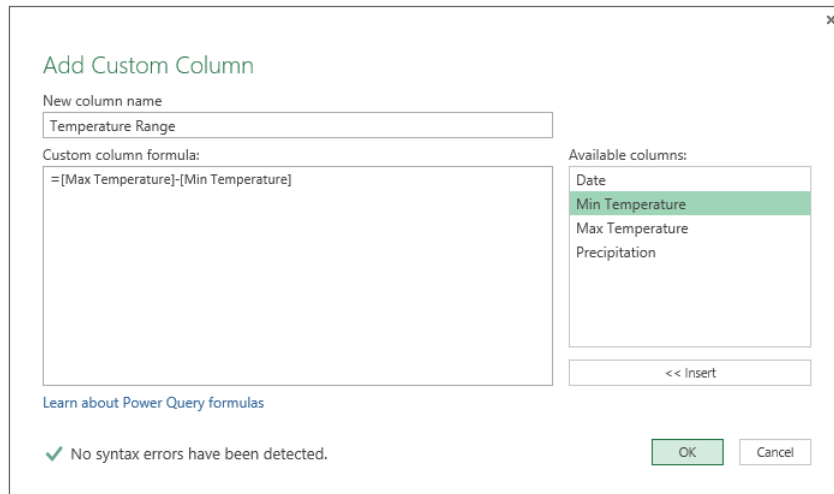 Add Custom Column
New column name
Temperature Range
Custom column formula:
=[Max Temperature]-[Min Temperature]
Available columns:
Date
Min Temperature
Max Temperature
Precipitation
<< Insert
Learn about Power Query formulas
No syntax errors have been detected.
OK
Cancel